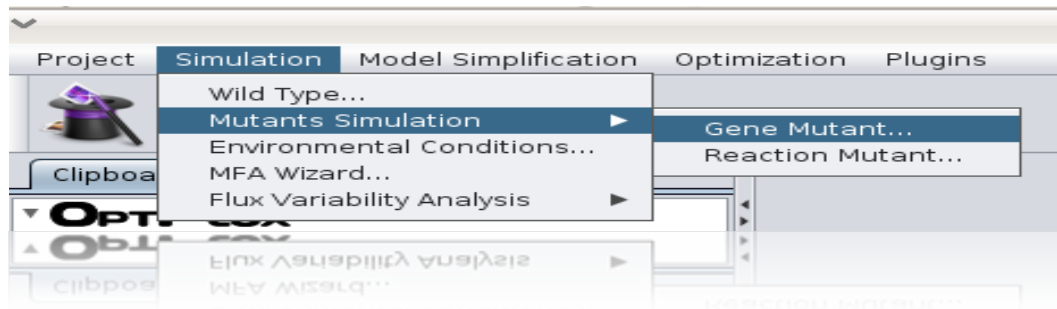 Project Simulation Model Simplification Optimization Plugins
Wild Type...
Mutants Simulation
Gene Mutant...
Environmental Conditions...
Reaction Mutant...
Clipboa
MFA Wizard...
Flux Variability Analysis